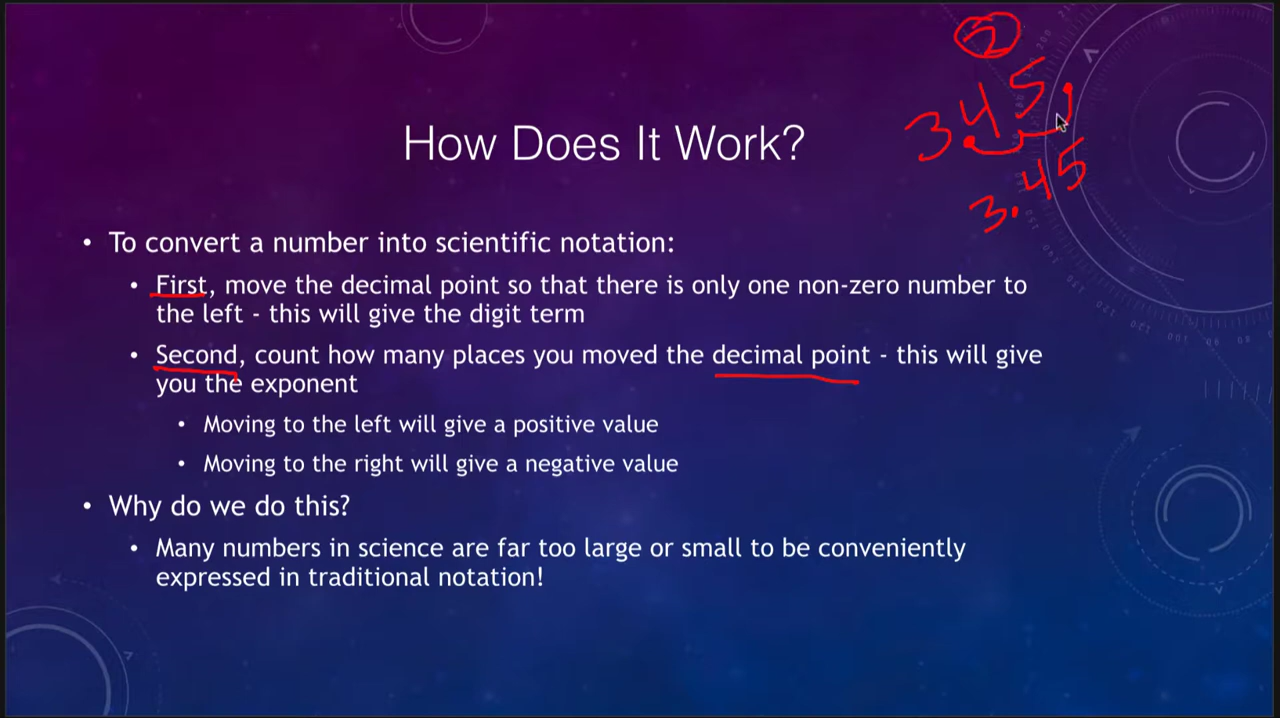 ②
345.
3.45
How Does It Work?
• To convert a number into scientific notation:
• First, move the decimal point so that there is only one non-zero number to
the left - this will give the digit term
• Second, count how many places you moved the decimal point - this will give
you the exponent
• Moving to the left will give a positive value
• Moving to the right will give a negative value
• Why do we do this?
• Many numbers in science are far too large or small to be conveniently
expressed in traditional notation!